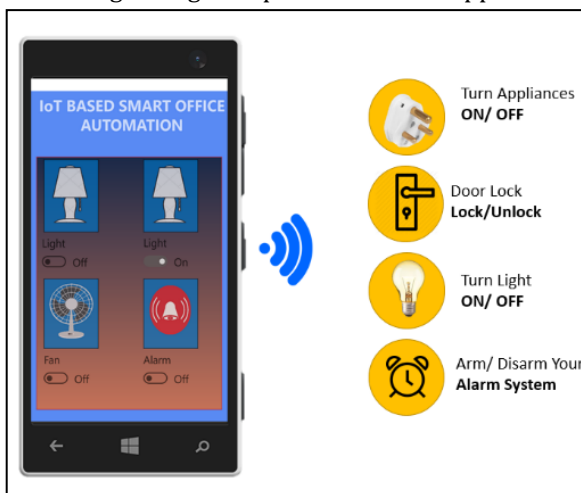 IoT BASED SMART OFFICE
AUTOMATION
Light
Off
Light
On
Fan
Off
Alarm
Off
Turn Appliances
ON/ OFF
Door Lock
Lock/Unlock
Turn Light
ON/ OFF
Arm/ Disarm Your
Alarm System